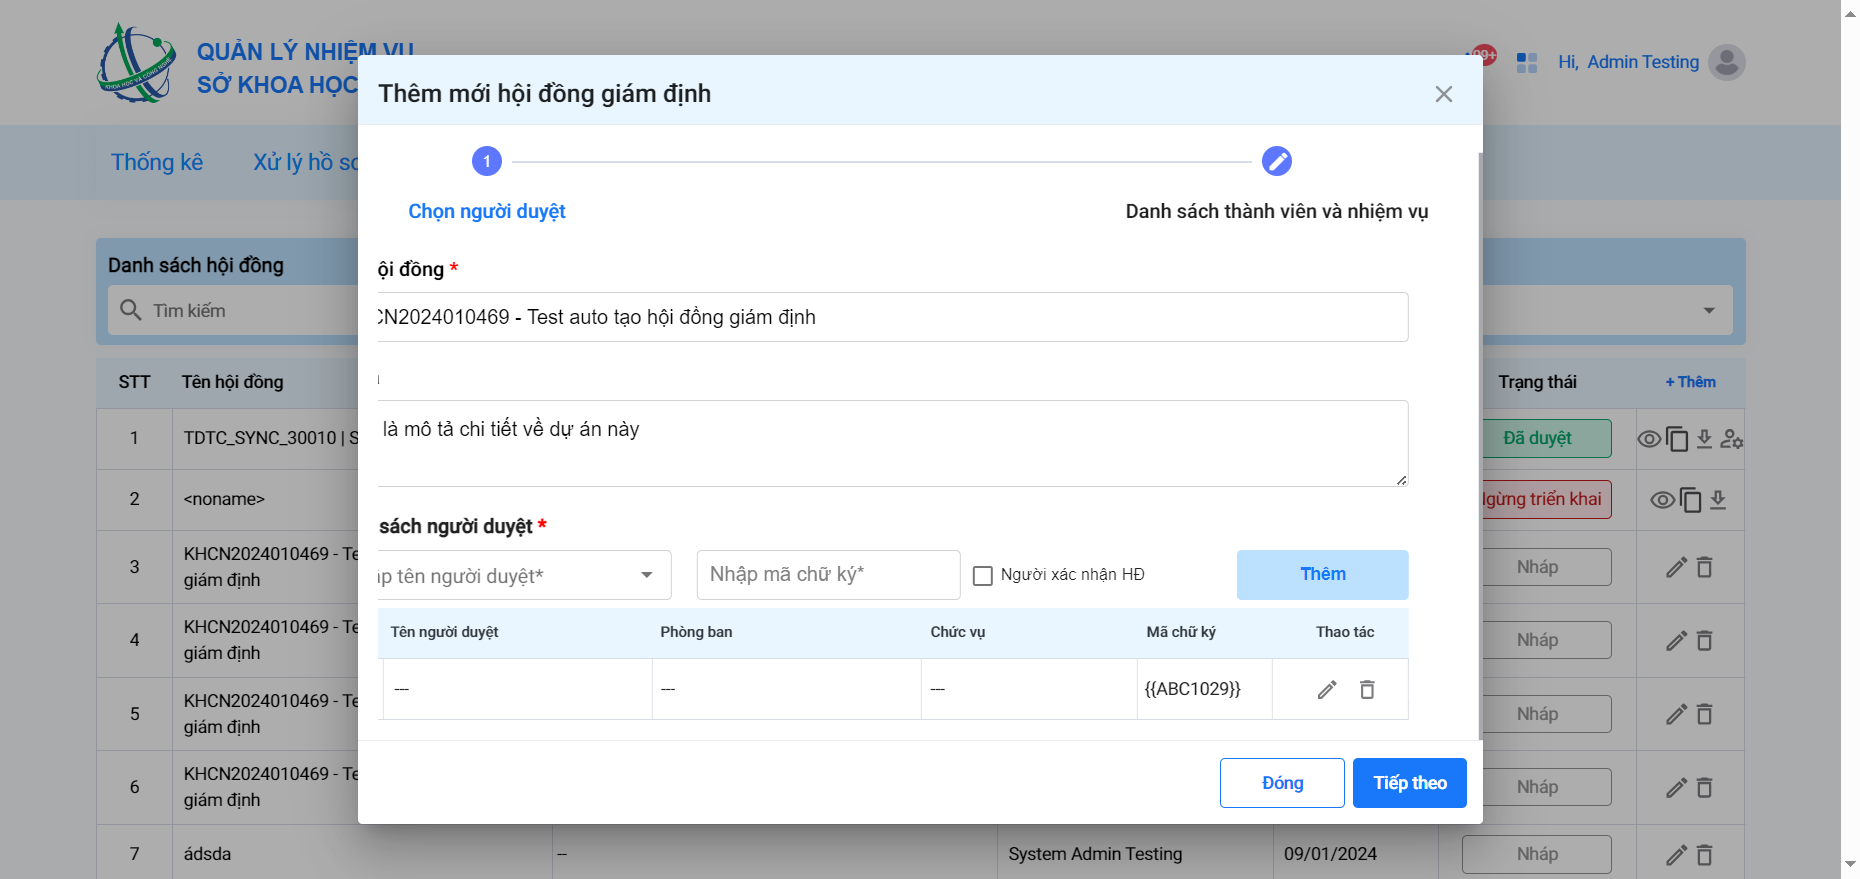 QUẢN LÝ NHIỆM VỤ
SỞ KHOA HỌC
KHOA HỌC VÀ CÔNG NGHỆ
99+
Hi, Admin Testing
Thống kê
Xử lý hồ sơ
Thêm mới hội đồng giám định
1
Chọn người duyệt
Danh sách thành viên và nhiệm vụ
Danh sách hội đồng
Tìm kiếm
ội đồng *
CN2024010469 - Test auto tạo hội đồng giám định
là mô tả chi tiết về dự án này
sách người duyệt *
ập tên người duyệt*
Nhập mã chữ ký*
Người xác nhận HĐ
Thêm
Tên người duyệt
Phòng ban
Chức vụ
Mã chữ ký
Thao tác
---
---
---
{{ABC1029}}
Đóng
Tiếp theo
STT
Tên hội đồng
Trạng thái
+ Thêm
1
TDTC_SYNC_30010 | S
Đã duyệt
2
<noname>
Ngừng triển khai
3
KHCN2024010469 - Te
giám định
Nháp
4
KHCN2024010469 - Te
giám định
Nháp
5
KHCN2024010469 - Te
giám định
Nháp
6
KHCN2024010469 - Te
giám định
Nháp
7
ádsda
--
System Admin Testing
09/01/2024
Nháp